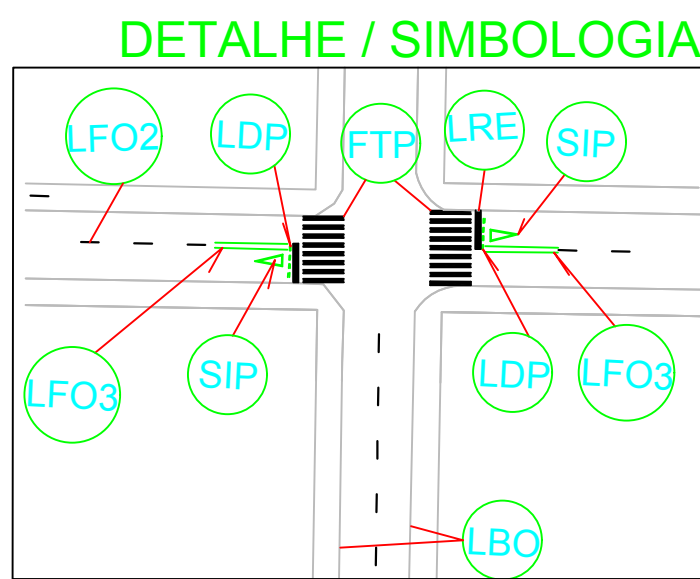 DETALHE / SIMBOLOGIA
LFO2
LDP
FTP
LRE
SIP
LFO3
SIP
LDP
LFO3
LBO